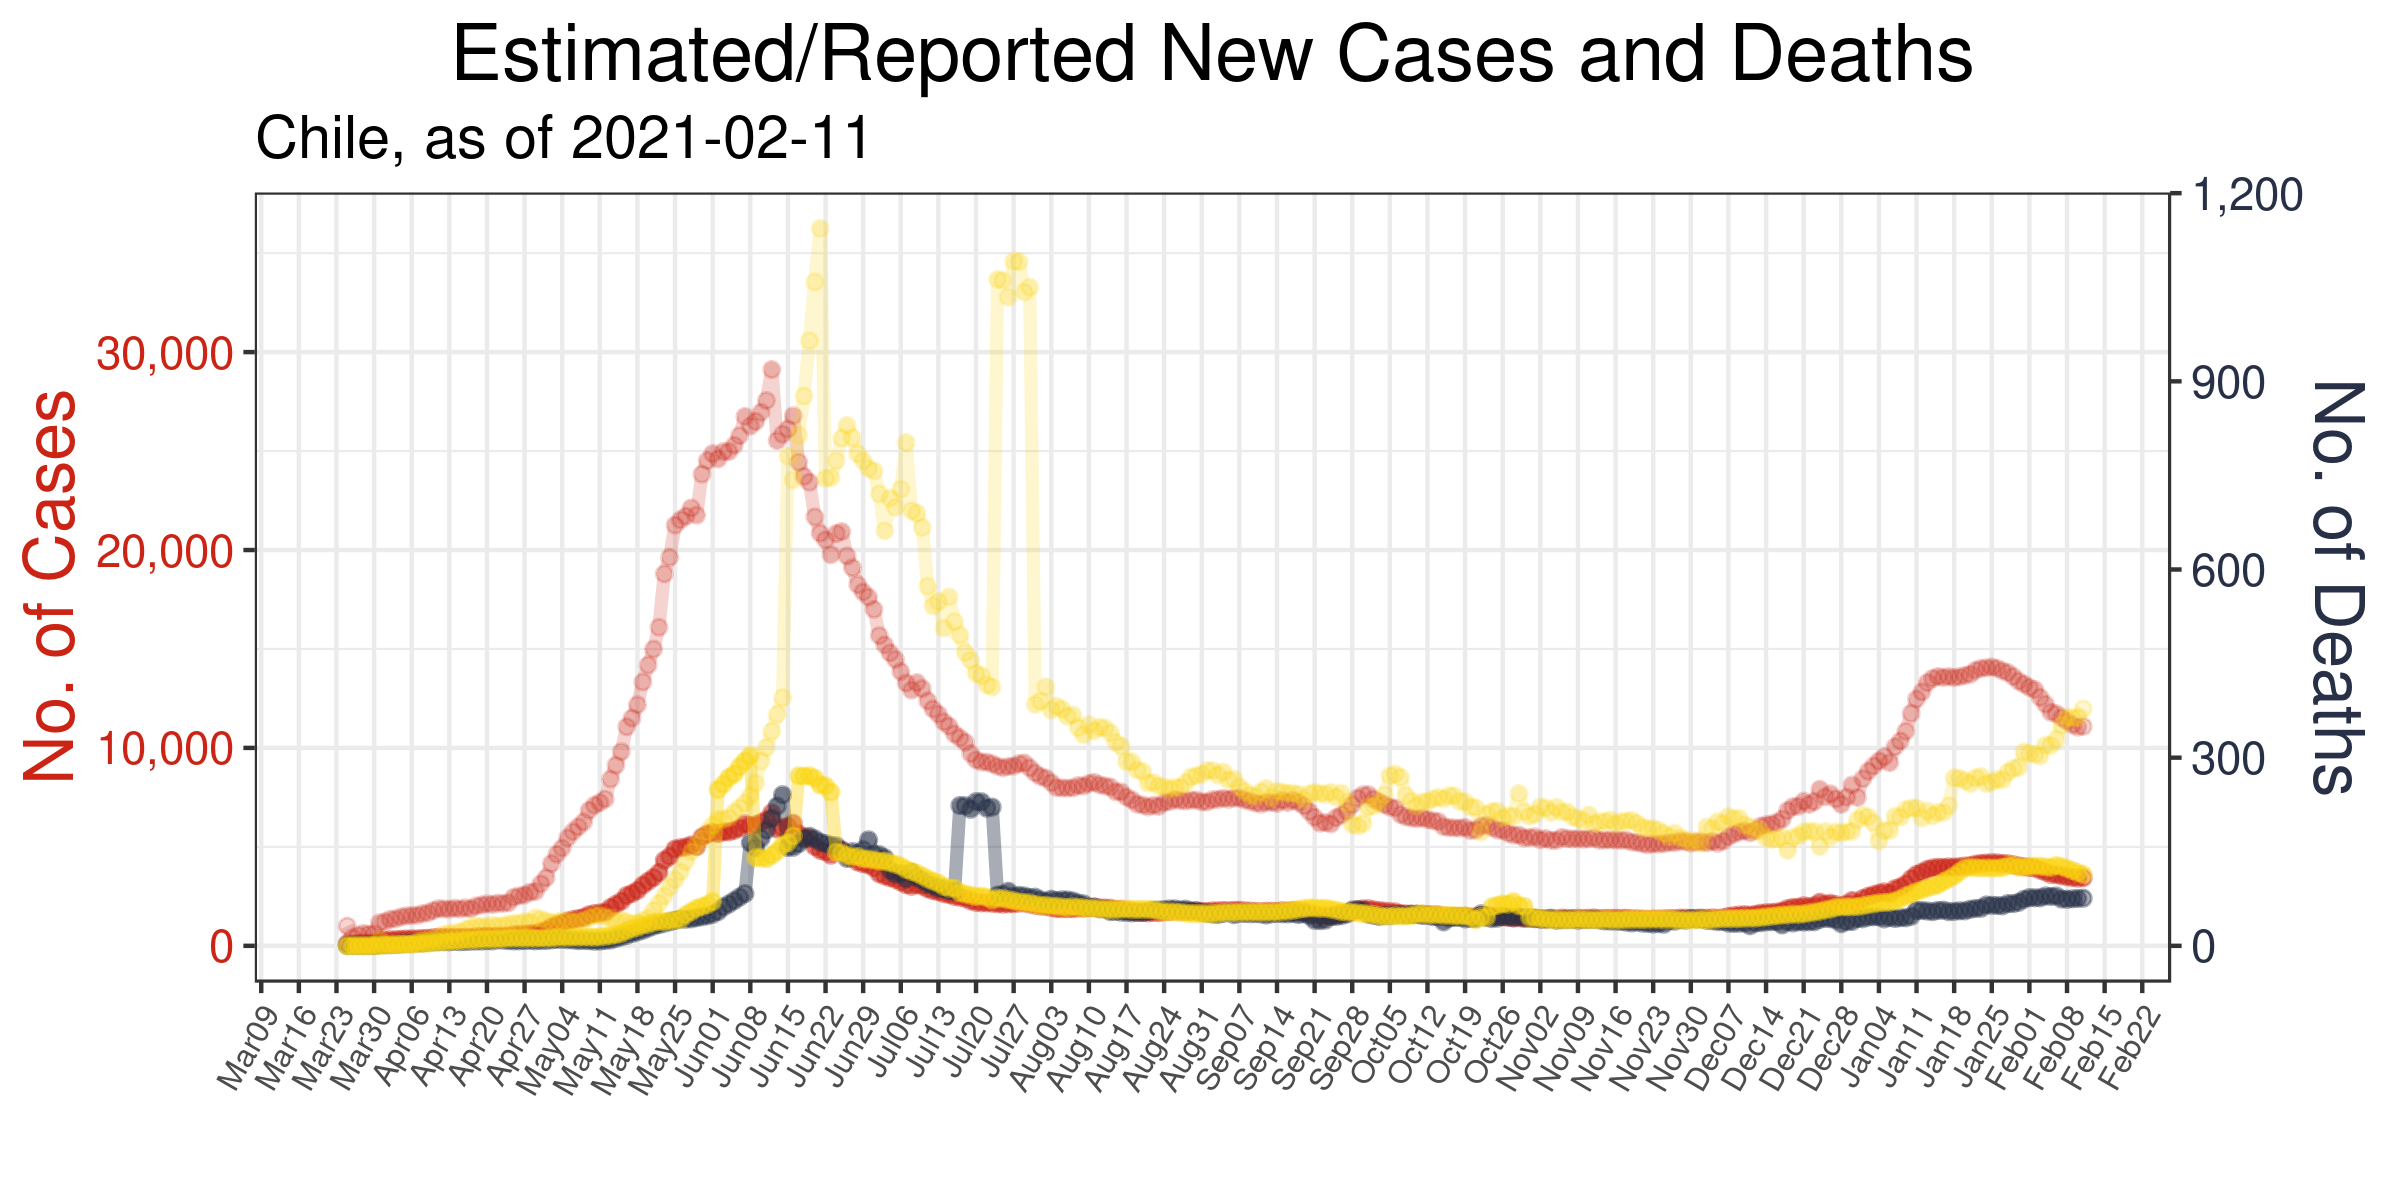 Estimated/Reported New Cases and Deaths
Chile, as of 2021-02-11
No. of Cases
30,000
20,000
10,000
0
1,200
900
600
300
0
No. of Deaths
Mar09
Mar16
Mar23
Mar30
Apr06
Apr13
Apr20
Apr27
May04
May11
May18
May25
Jun01
Jun08
Jun15
Jun22
Jun29
Jul06
Jul13
Jul20
Jul27
Aug03
Aug10
Aug17
Aug24
Aug31
Sep07
Sep14
Sep21
Sep28
Oct05
Oct12
Oct19
Oct26
Nov02
Nov09
Nov16
Nov23
Nov30
Dec07
Dec14
Dec21
Dec28
Jan04
Jan11
Jan18
Jan25
Feb01
Feb08
Feb15
Feb22